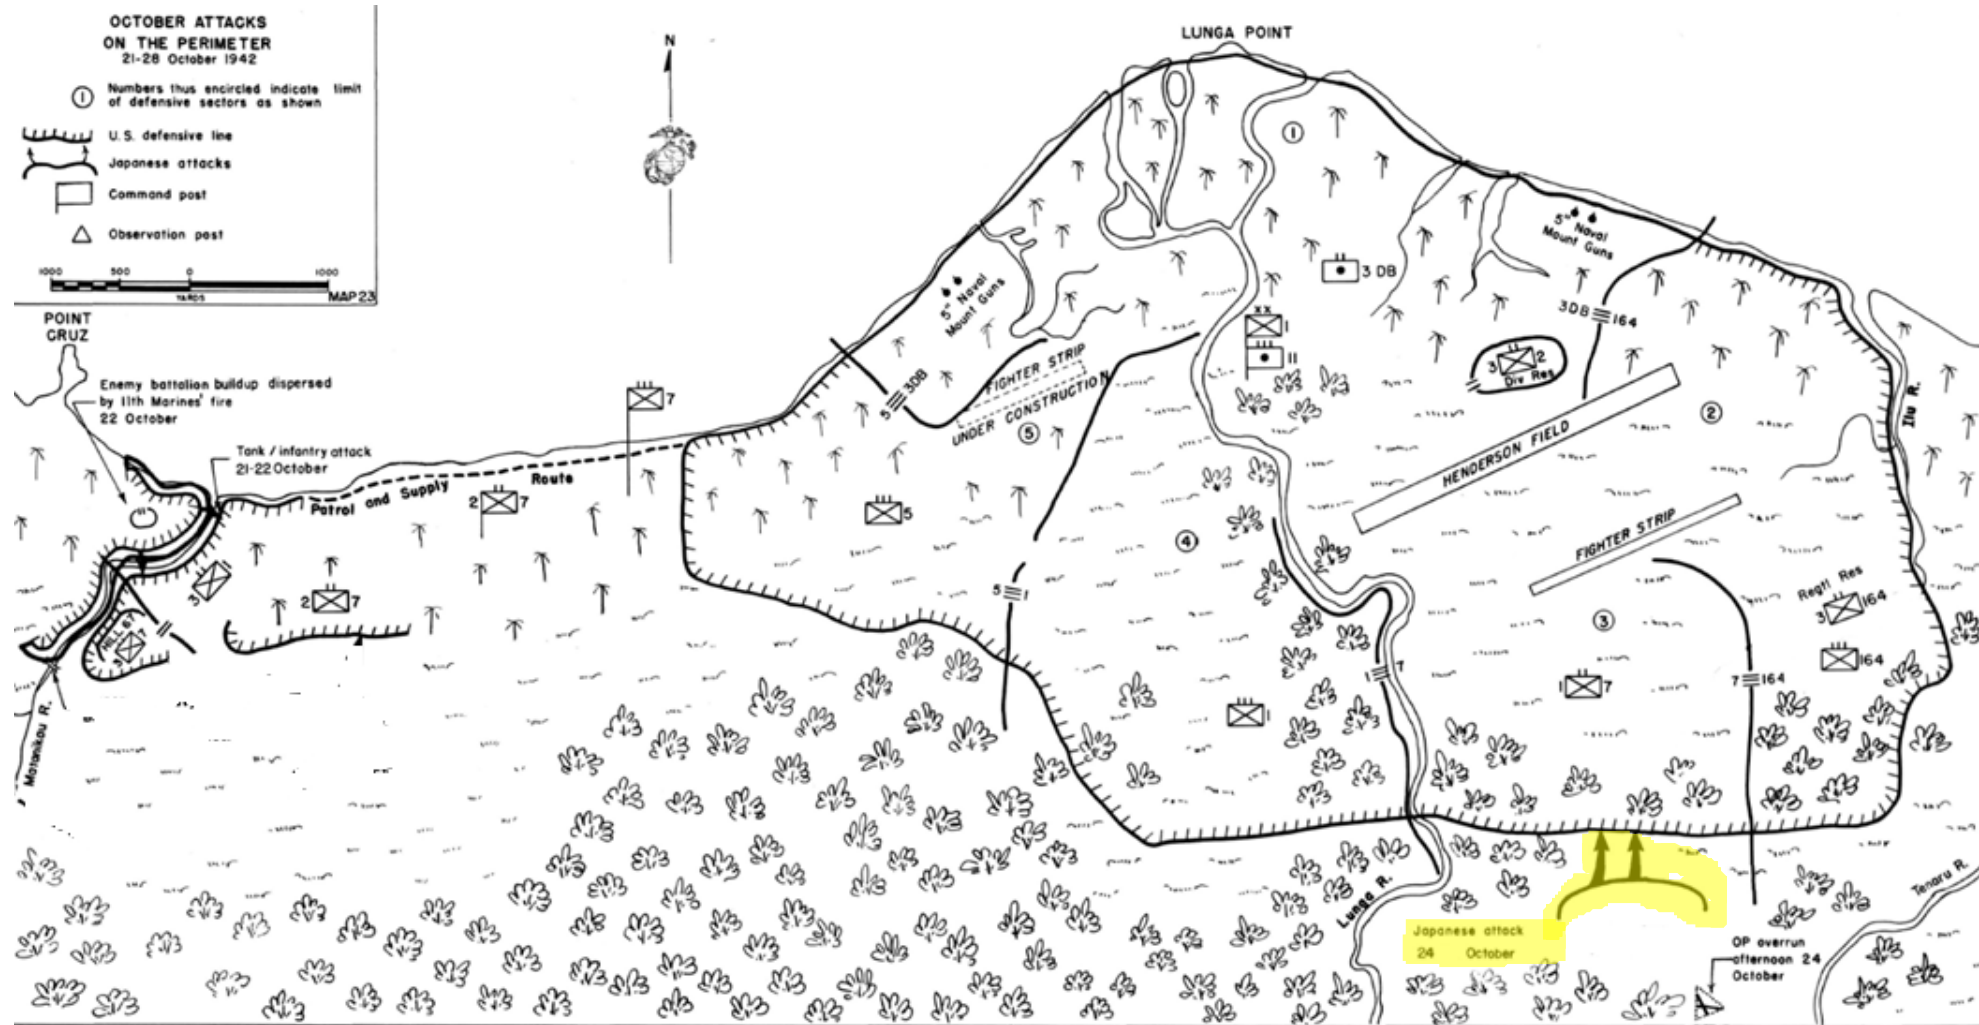 OCTOBER ATTACKS
ON THE PERIMETER
21-28 October 1942
1
Numbers thus encircled indicate limit
of defensive sectors as shown
U.S. defensive line
Japanese attacks
Command post
Observation post
1000 500 0 1000
YARDS
MAP 23
N
LUNGA POINT
1
5" Naval
Mount Guns
3 DB
5" Naval
Mount Guns
XX
1
11
3DB 164
3 2
Div Res
POINT
CRUZ
Enemy battalion buildup dispersed
by 11th Marines' fire
22 October
Tank / infantry attack
21-22 October
7
5 3DB
FIGHTER STRIP
UNDER CONSTRUCTION
5
2
Ilu R.
HENDERSON FIELD
Patrol and Supply Route
2 7
5
4
FIGHTER STRIP
3
2 7
5 1
Regtl Res
3 164
3
HILL 67
3 7
1 7
1 7
7 164
164
1
Matanikau R.
Lunga R.
Tenaru R.
Japanese attack
24 October
OP overrun
afternoon 24
October